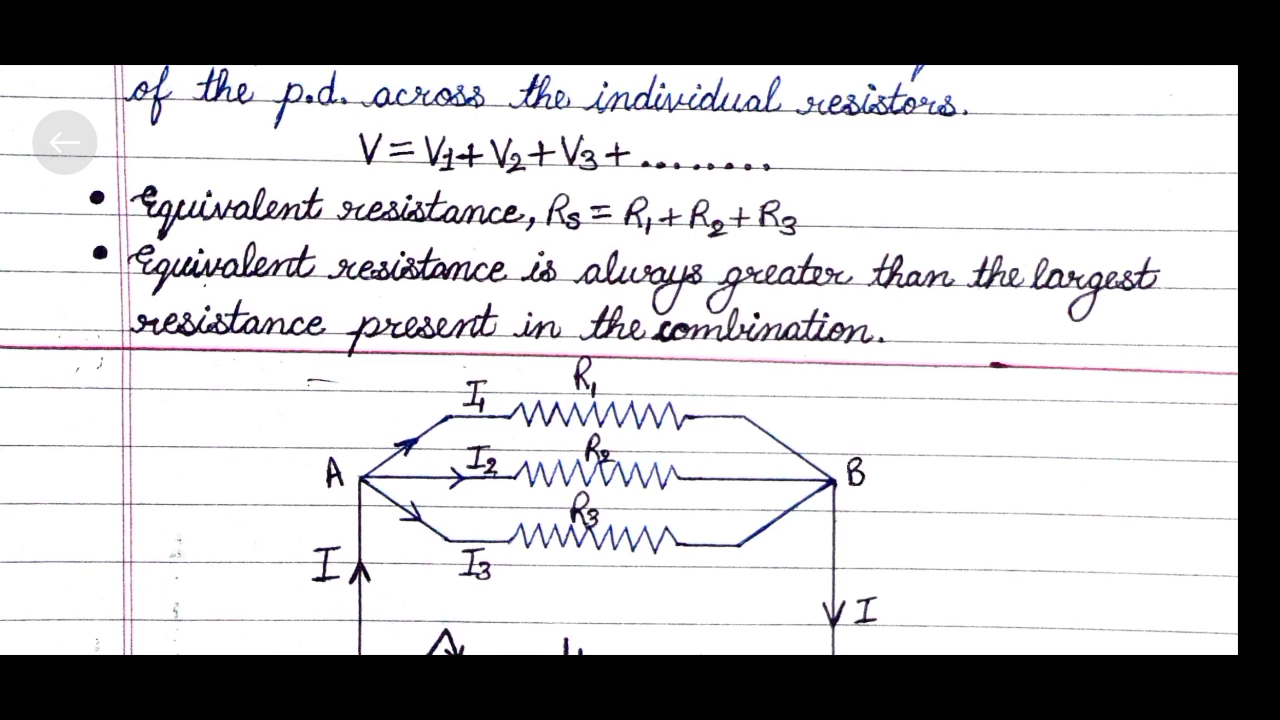 of the p.d. across the individual resistors.
V = V1 + V2 + V3 + ........
• Equivalent resistance, Rs = R1 + R2 + R3
• Equivalent resistance is always greater than the largest
resistance present in the combination.
R1
I1
R2
I2
A
B
R3
I3
I
I